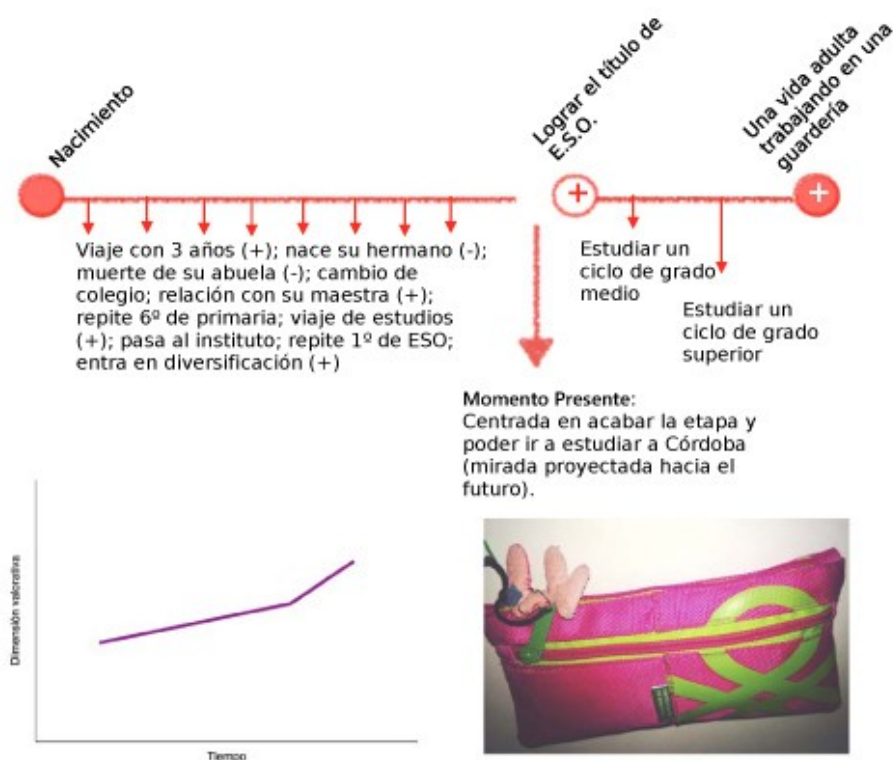 Nacimiento
Lograr el título de
E.S.O.
Una vida adulta
trabajando en una
guardería
+
+
Viaje con 3 años (+); nace su hermano (-);
muerte de su abuela (-); cambio de
colegio; relación con su maestra (+);
repite 6º de primaria; viaje de estudios
(+); pasa al instituto; repite 1º de ESO;
entra en diversificación (+)
Estudiar un
ciclo de grado
medio
Estudiar un
ciclo de grado
superior
Momento Presente:
Centrada en acabar la etapa y
poder ir a estudiar a Córdoba
(mirada proyectada hacia el
futuro).
Dimensión valorativa
Tiempo